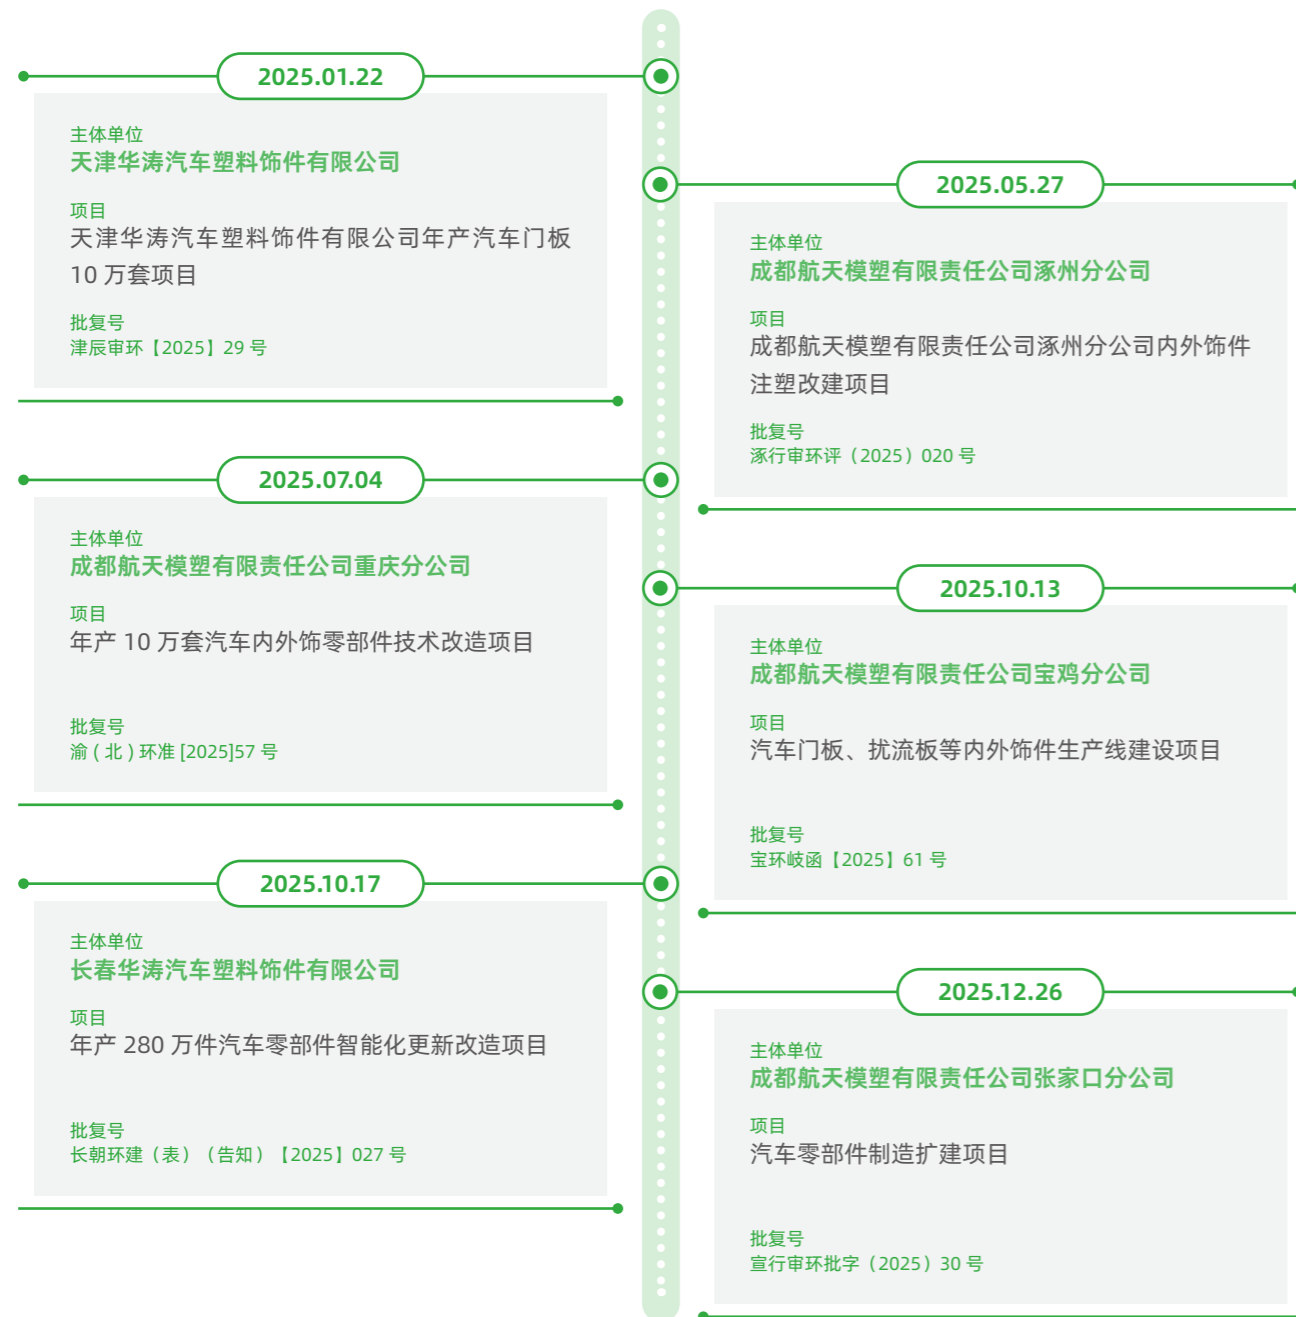 2025.01.22
主体单位
天津华涛汽车塑料饰件有限公司
项目
天津华涛汽车塑料饰件有限公司年产汽车门板
10 万套项目
批复号
津辰审环【2025】29 号
2025.05.27
主体单位
成都航天模塑有限责任公司涿州分公司
项目
成都航天模塑有限责任公司涿州分公司内外饰件
注塑改建项目
批复号
涿行审环评（2025）020 号
2025.07.04
主体单位
成都航天模塑有限责任公司重庆分公司
项目
年产 10 万套汽车内外饰零部件技术改造项目
批复号
渝 ( 北 ) 环准 [2025]57 号
2025.10.13
主体单位
成都航天模塑有限责任公司宝鸡分公司
项目
汽车门板、扰流板等内外饰件生产线建设项目
批复号
宝环岐函【2025】61 号
2025.10.17
主体单位
长春华涛汽车塑料饰件有限公司
项目
年产 280 万件汽车零部件智能化更新改造项目
批复号
长朝环建（表）（告知）【2025】027 号
2025.12.26
主体单位
成都航天模塑有限责任公司张家口分公司
项目
汽车零部件制造扩建项目
批复号
宣行审环批字（2025）30 号